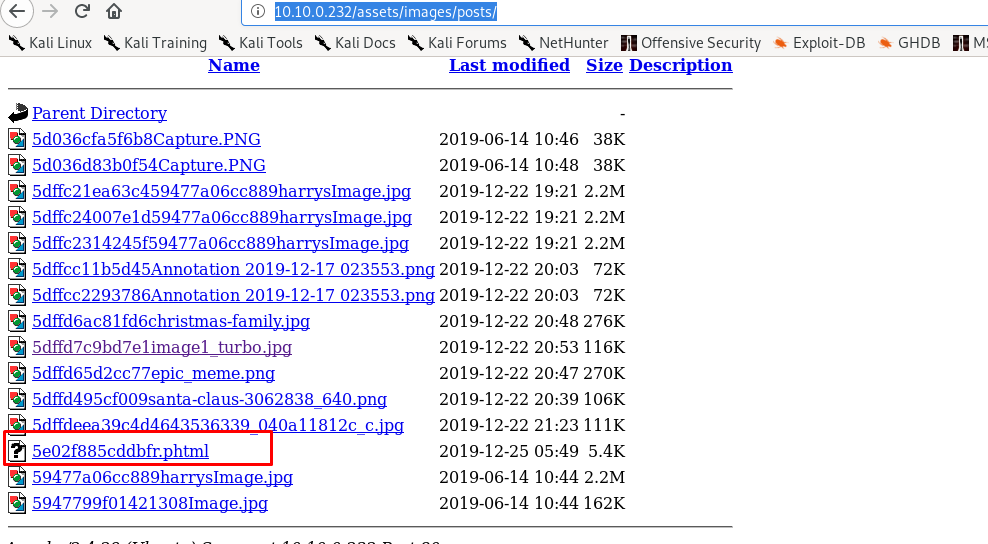 10.10.0.232/assets/images/posts/
Kali Linux Kali Training Kali Tools Kali Docs Kali Forums NetHunter Offensive Security Exploit-DB GHDB MS
Name Last modified Size Description
Parent Directory -
5d036cfa5f6b8Capture.PNG 2019-06-14 10:46 38K
5d036d83b0f54Capture.PNG 2019-06-14 10:48 38K
5dffc21ea63c459477a06cc889harrysImage.jpg 2019-12-22 19:21 2.2M
5dffc24007e1d59477a06cc889harrysImage.jpg 2019-12-22 19:21 2.2M
5dffc2314245f59477a06cc889harrysImage.jpg 2019-12-22 19:21 2.2M
5dffcc11b5d45Annotation 2019-12-17 023553.png 2019-12-22 20:03 72K
5dffcc2293786Annotation 2019-12-17 023553.png 2019-12-22 20:03 72K
5dffd6ac81fd6christmas-family.jpg 2019-12-22 20:48 276K
5dffd7c9bd7e1image1_turbo.jpg 2019-12-22 20:53 116K
5dffd65d2cc77epic_meme.png 2019-12-22 20:47 270K
5dffd495cf009santa-claus-3062838_640.png 2019-12-22 20:39 106K
5dffdeea39c4d4643536339_040a11812c_c.jpg 2019-12-22 21:23 111K
5e02f885cddbfr.phtml 2019-12-25 05:49 5.4K
59477a06cc889harrysImage.jpg 2019-06-14 10:44 2.2M
5947799f01421308Image.jpg 2019-06-14 10:44 162K